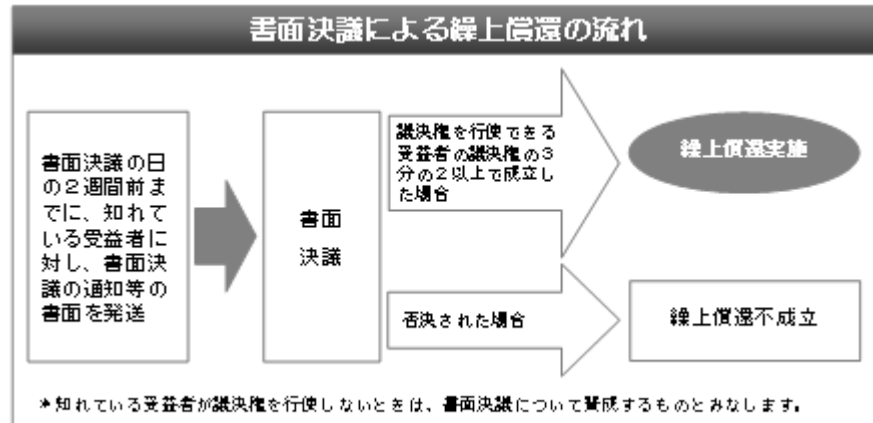 書面決議による繰上償還の流れ
書面決議の日
の２週間前ま
でに、知れて
いる受益者に
対し、書面決
議の通知等の
書面を発送
書面
決議
議決権を行使できる
受益者の議決権の３
分の２以上で成立し
た場合
繰上償還実施
否決された場合
繰上償還不成立
＊知れている受益者が議決権を行使しないときは、書面決議について賛成するものとみなします。